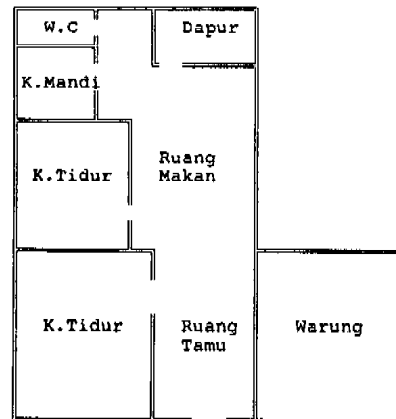 W.C
Dapur
K.Mandi
K.Tidur
Ruang
Makan
K.Tidur
Ruang
Tamu
Warung